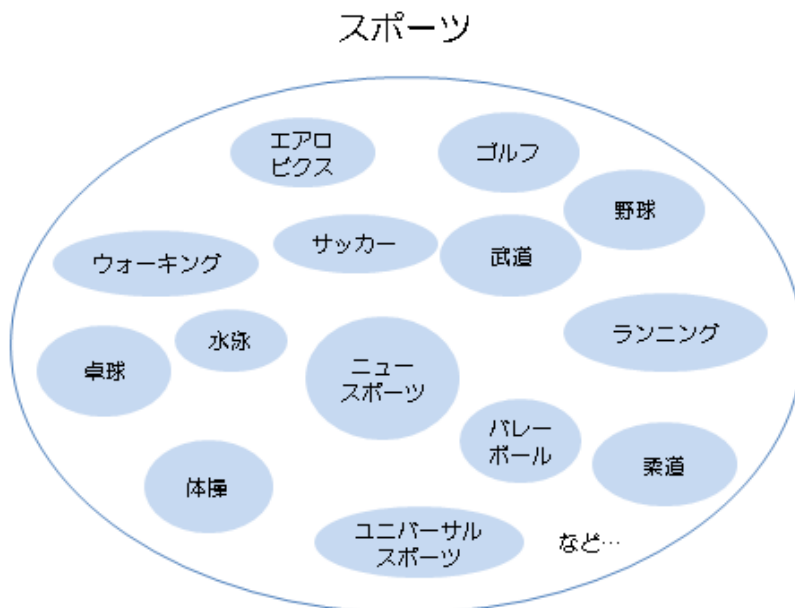 スポーツ
エアロ
ビクス
ゴルフ
野球
サッカー
武道
ウォーキング
水泳
ランニング
卓球
ニュー
スポーツ
バレー
ボール
柔道
体操
ユニバーサル
スポーツ
など…